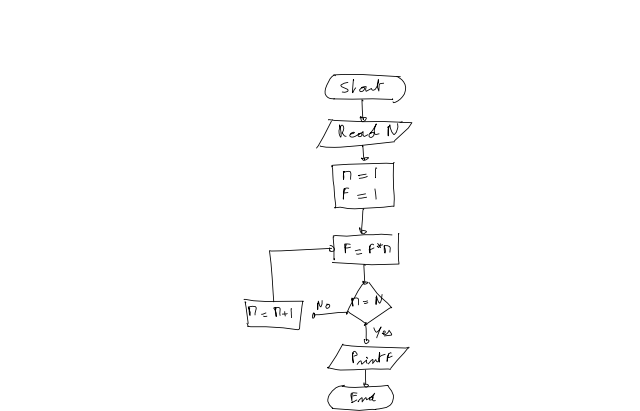 Start
Read N
n = 1
F = 1
F = F*n
n = N
No
n = n+1
Yes
Print F
End